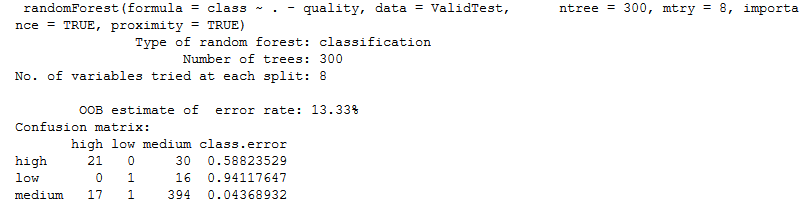 randomForest(formula = class ~ . - quality, data = ValidTest,      ntree = 300, mtry = 8, importa
nce = TRUE, proximity = TRUE)
               Type of random forest: classification
                     Number of trees: 300
No. of variables tried at each split: 8
        OOB estimate of  error rate: 13.33%
Confusion matrix:
       high low medium class.error
high     21   0     30  0.58823529
low       0   1     16  0.94117647
medium   17   1    394  0.04368932